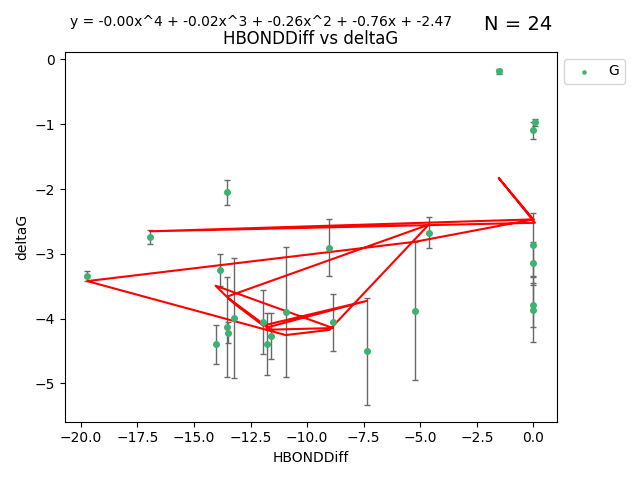 y = -0.00x^4 + -0.02x^3 + -0.26x^2 + -0.76x + -2.47
N = 24
HBONDDiff vs deltaG
G
0
−1
−2
−3
−4
−5
deltaG
−20.0 −17.5 −15.0 −12.5 −10.0 −7.5 −5.0 −2.5 0.0
HBONDDiff